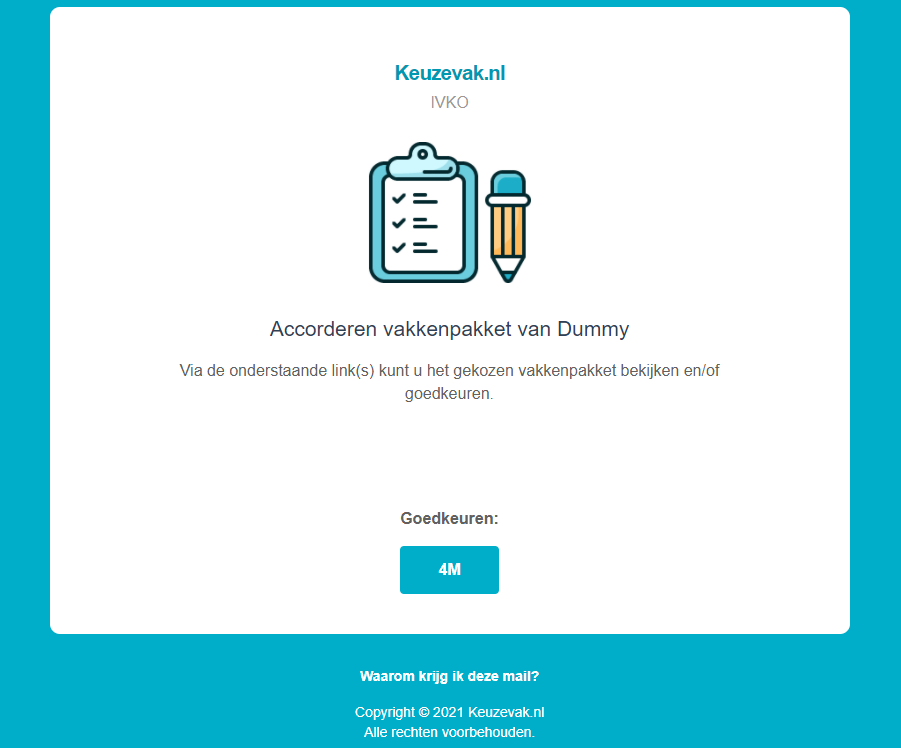 Keuzevak.nl
IVKO
Accorderen vakkenpakket van Dummy
Via de onderstaande link(s) kunt u het gekozen vakkenpakket bekijken en/of
goedkeuren.
Goedkeuren:
4M
Waarom krijg ik deze mail?
Copyright © 2021 Keuzevak.nl
Alle rechten voorbehouden.